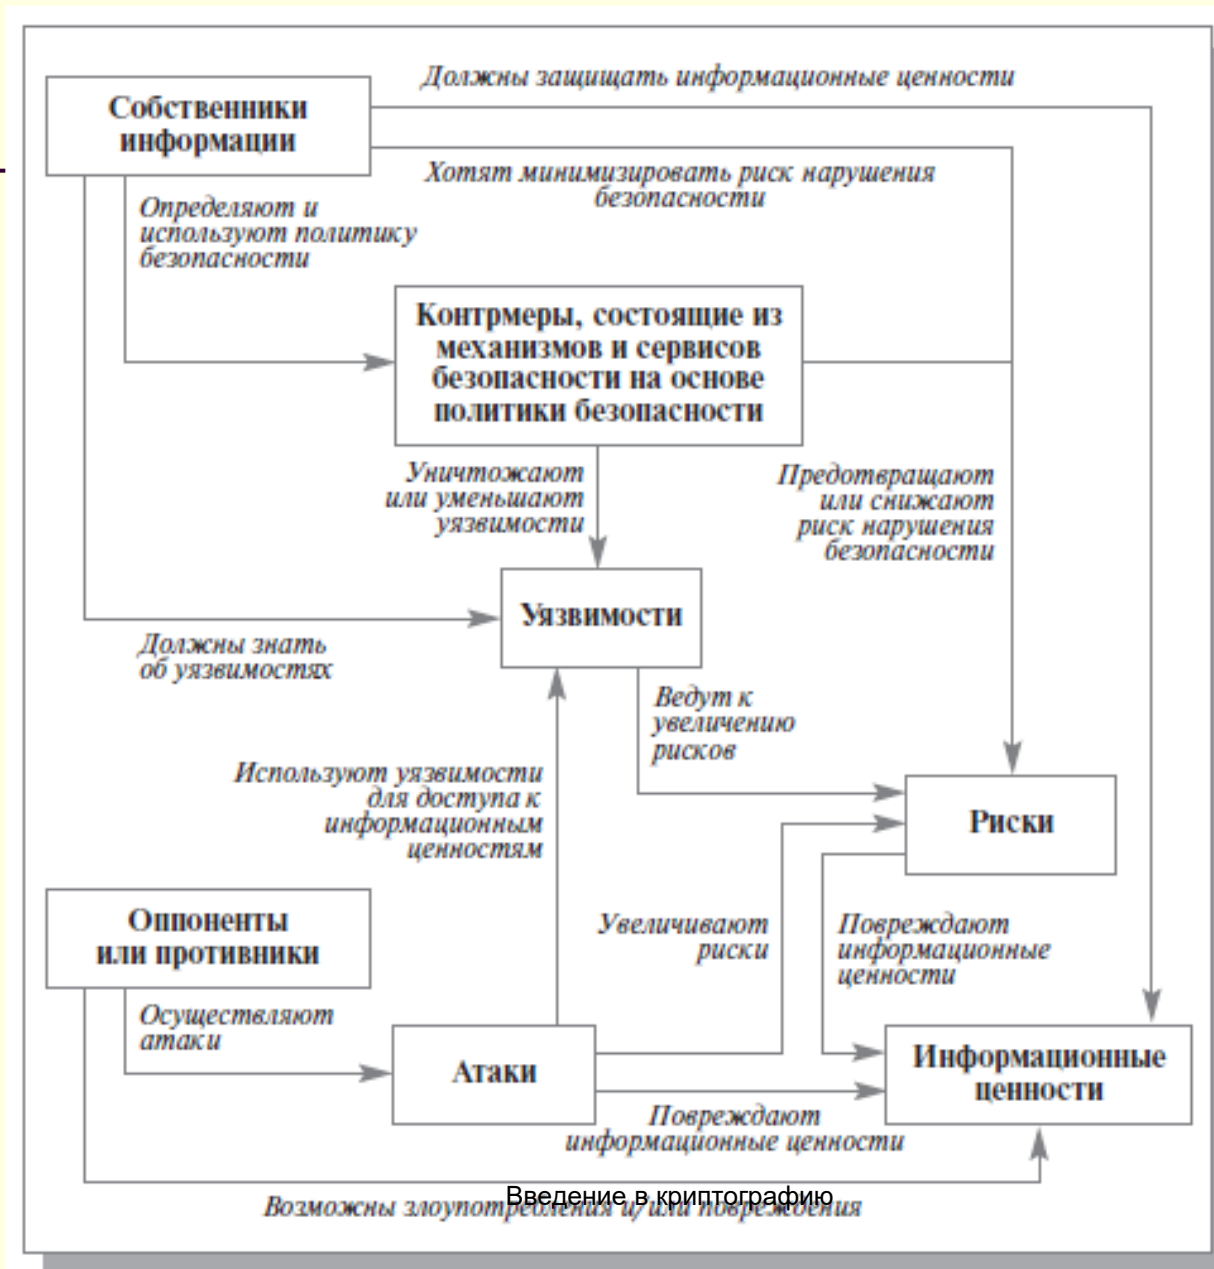 Должны защищать информационные ценности
Собственники
информации
Хотят минимизировать риск нарушения
безопасности
Определяют и
используют политику
безопасности
Контрмеры, состоящие из
механизмов и сервисов
безопасности на основе
политики безопасности
Уничтожают
или уменьшают
уязвимости
Предотвращают
или снижают
риск нарушения
безопасности
Уязвимости
Должны знать
об уязвимостях
Ведут к
увеличению
рисков
Используют уязвимости
для доступа к
информационным
ценностям
Риски
Оппоненты
или противники
Увеличивают
риски
Повреждают
информационные
ценности
Осуществляют
атаки
Атаки
Информационные
ценности
Повреждают
информационные ценности
Введение в криптографию
Возможны злоупотребления и/или повреждения